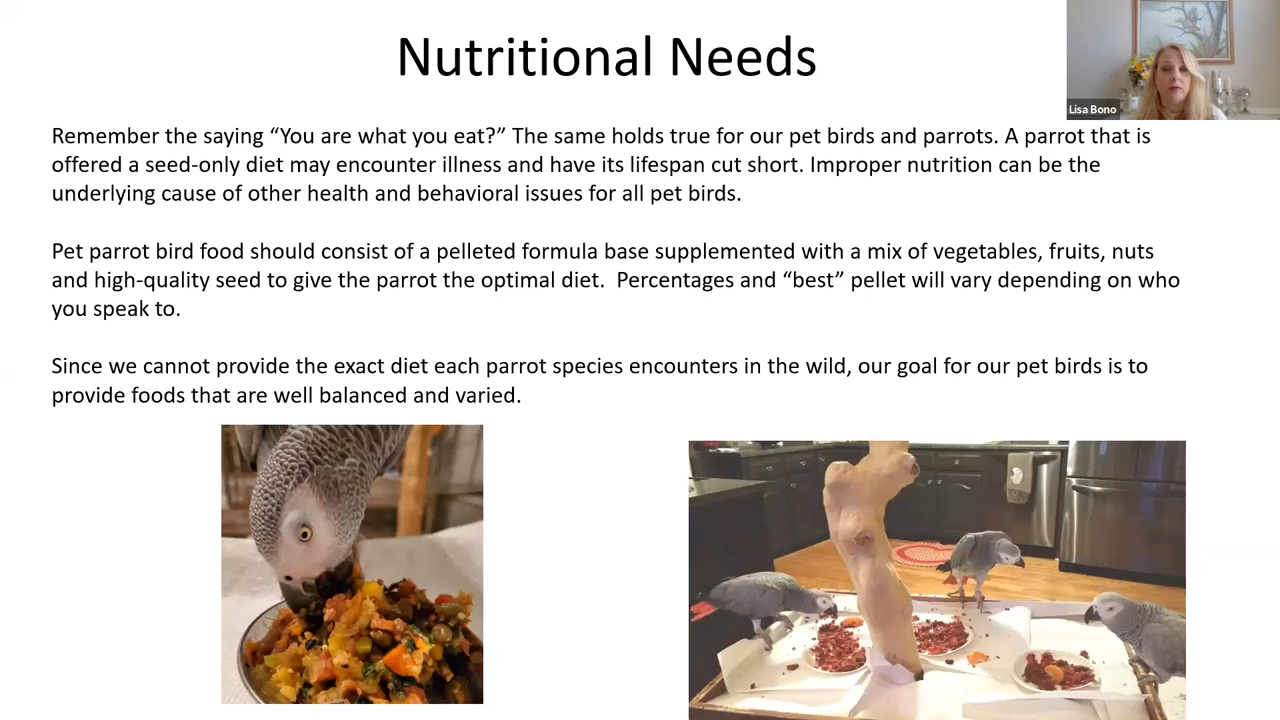 Nutritional Needs
Lisa Bono
Remember the saying “You are what you eat?” The same holds true for our pet birds and parrots. A parrot that is
offered a seed-only diet may encounter illness and have its lifespan cut short. Improper nutrition can be the
underlying cause of other health and behavioral issues for all pet birds.
Pet parrot bird food should consist of a pelleted formula base supplemented with a mix of vegetables, fruits, nuts
and high-quality seed to give the parrot the optimal diet.  Percentages and “best” pellet will vary depending on who
you speak to.
Since we cannot provide the exact diet each parrot species encounters in the wild, our goal for our pet birds is to
provide foods that are well balanced and varied.